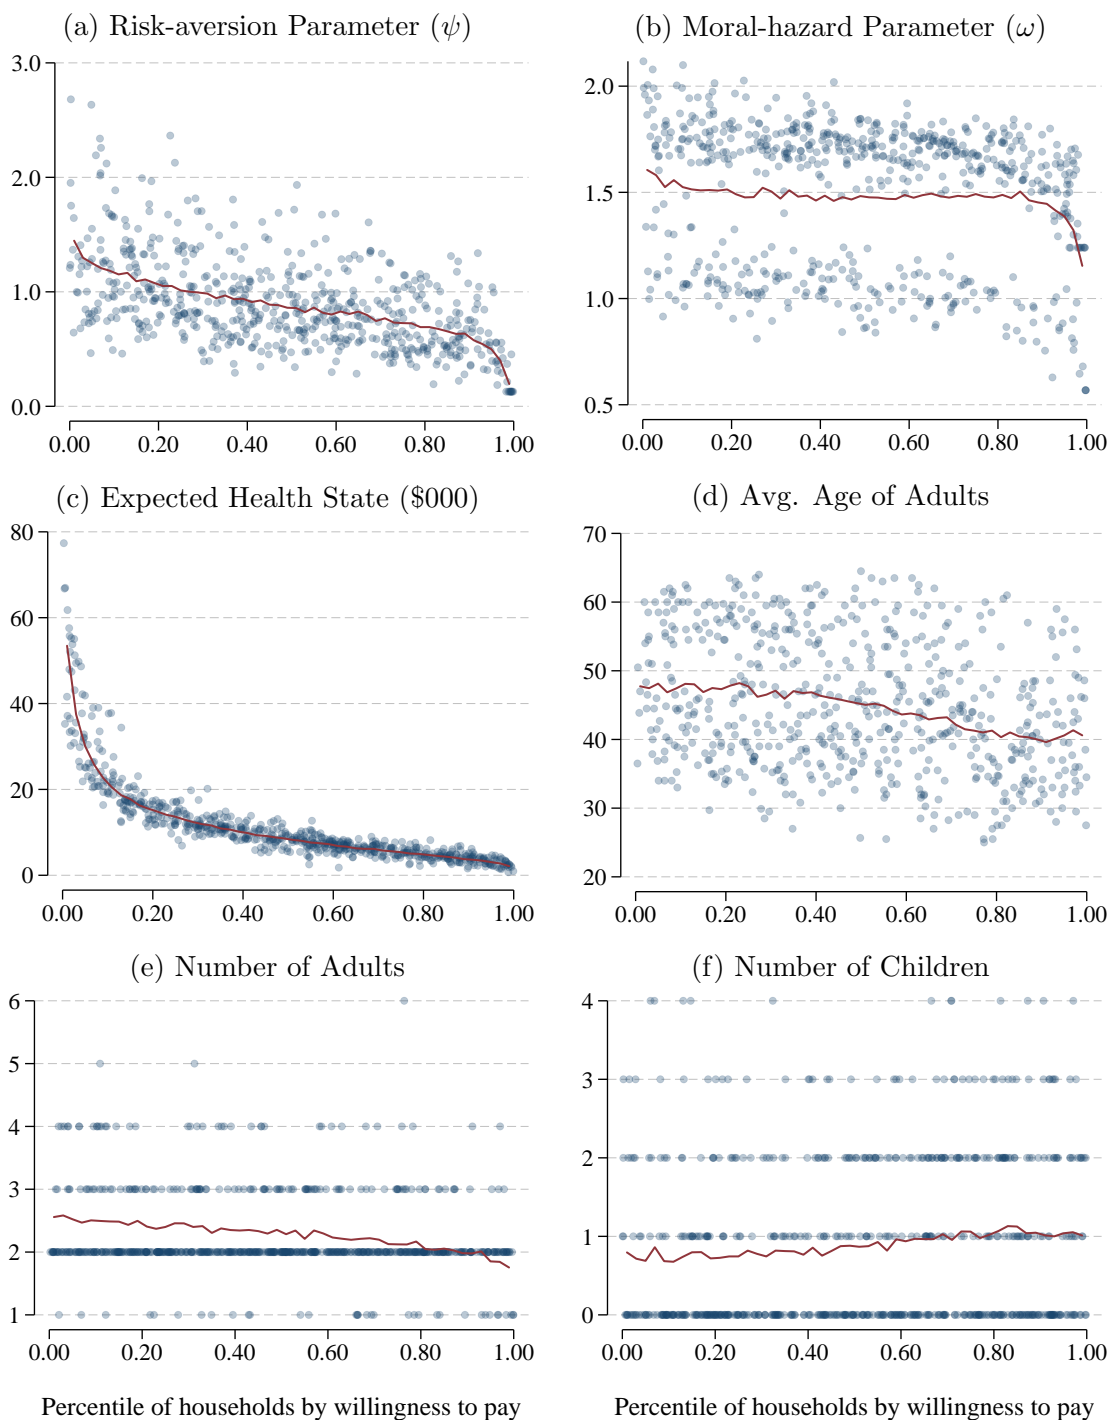 (a) Risk-aversion Parameter (ψ)
3.0
2.0
1.0
0.0
0.00 0.20 0.40 0.60 0.80 1.00
(b) Moral-hazard Parameter (ω)
2.0
1.5
1.0
0.5
0.00 0.20 0.40 0.60 0.80 1.00
(c) Expected Health State ($000)
80
60
40
20
0
0.00 0.20 0.40 0.60 0.80 1.00
(d) Avg. Age of Adults
70
60
50
40
30
20
0.00 0.20 0.40 0.60 0.80 1.00
(e) Number of Adults
6
5
4
3
2
1
0.00 0.20 0.40 0.60 0.80 1.00
Percentile of households by willingness to pay
(f) Number of Children
4
3
2
1
0
0.00 0.20 0.40 0.60 0.80 1.00
Percentile of households by willingness to pay